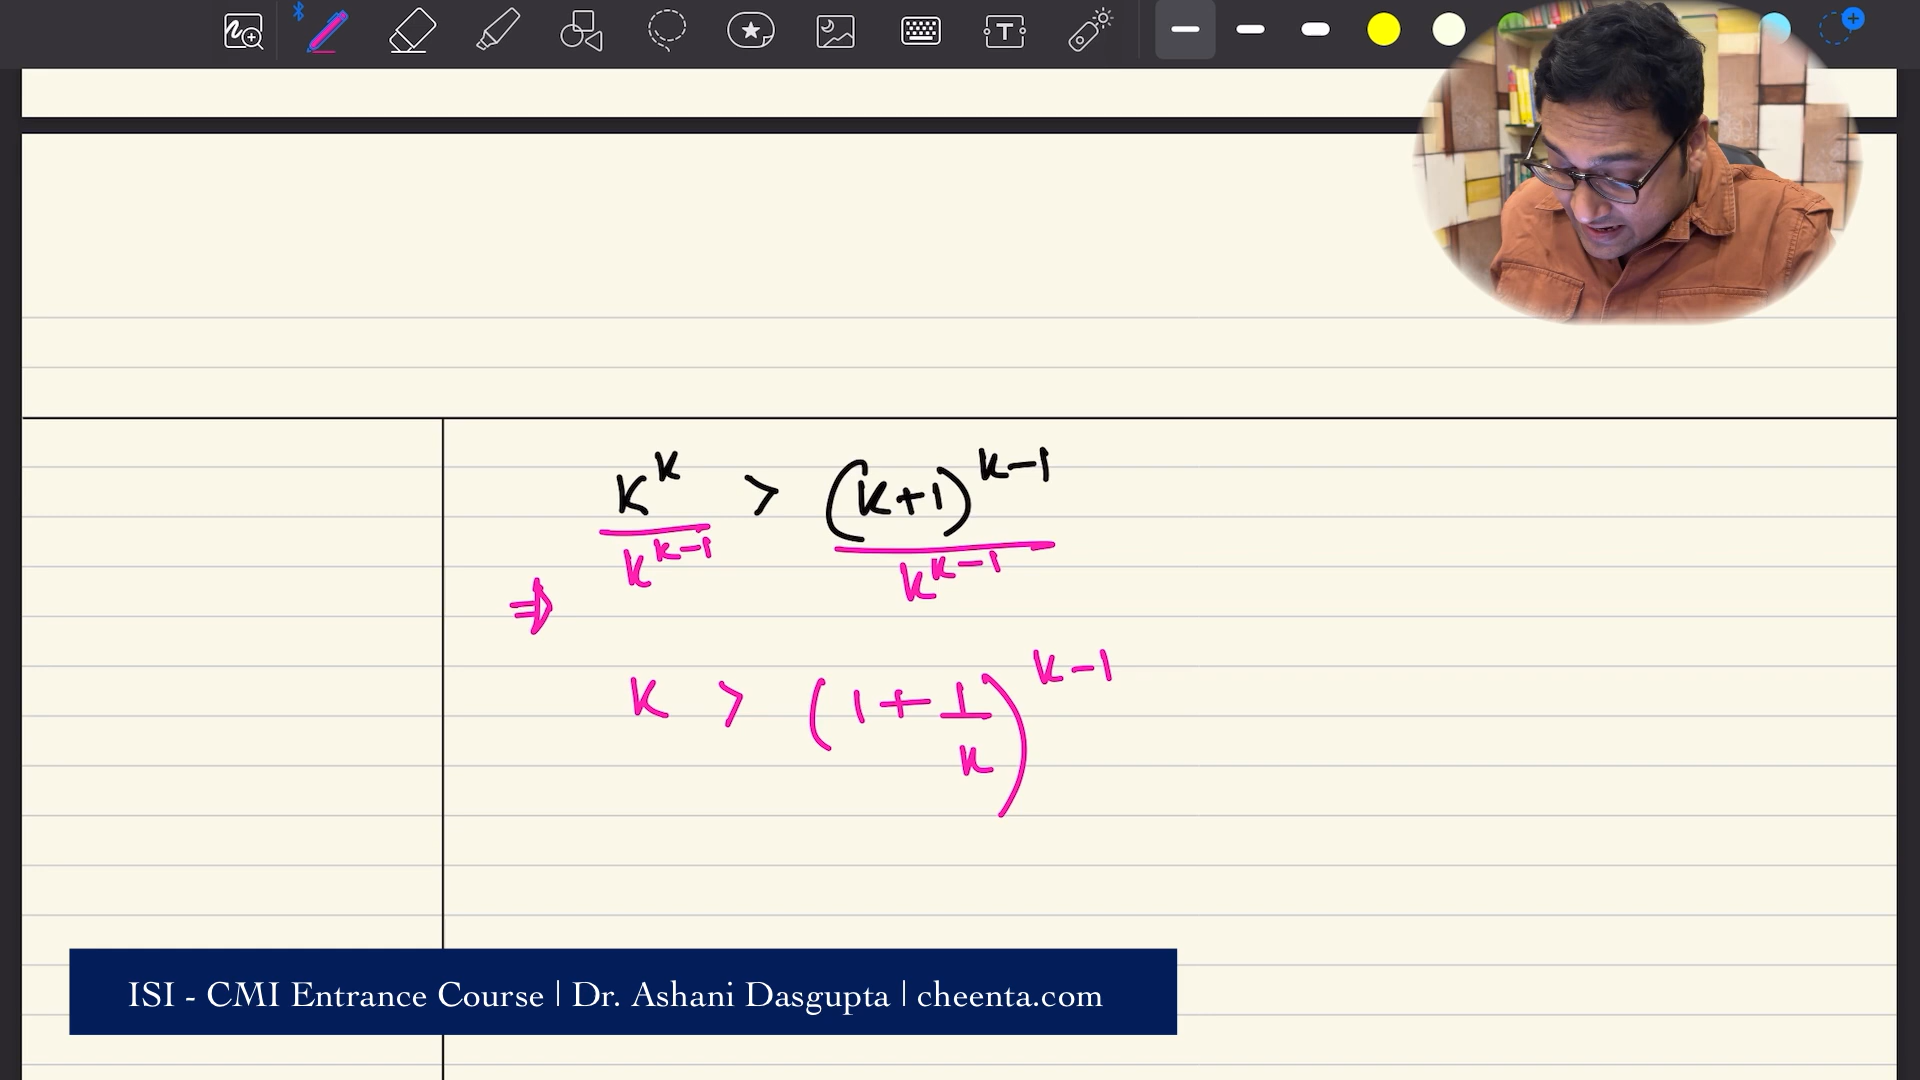 k^k > (k+1)^{k-1}
k^{k-1} k^{k-1}
⇒
k > (1 + 1/k)^{k-1}
ISI - CMI Entrance Course | Dr. Ashani Dasgupta | cheenta.com